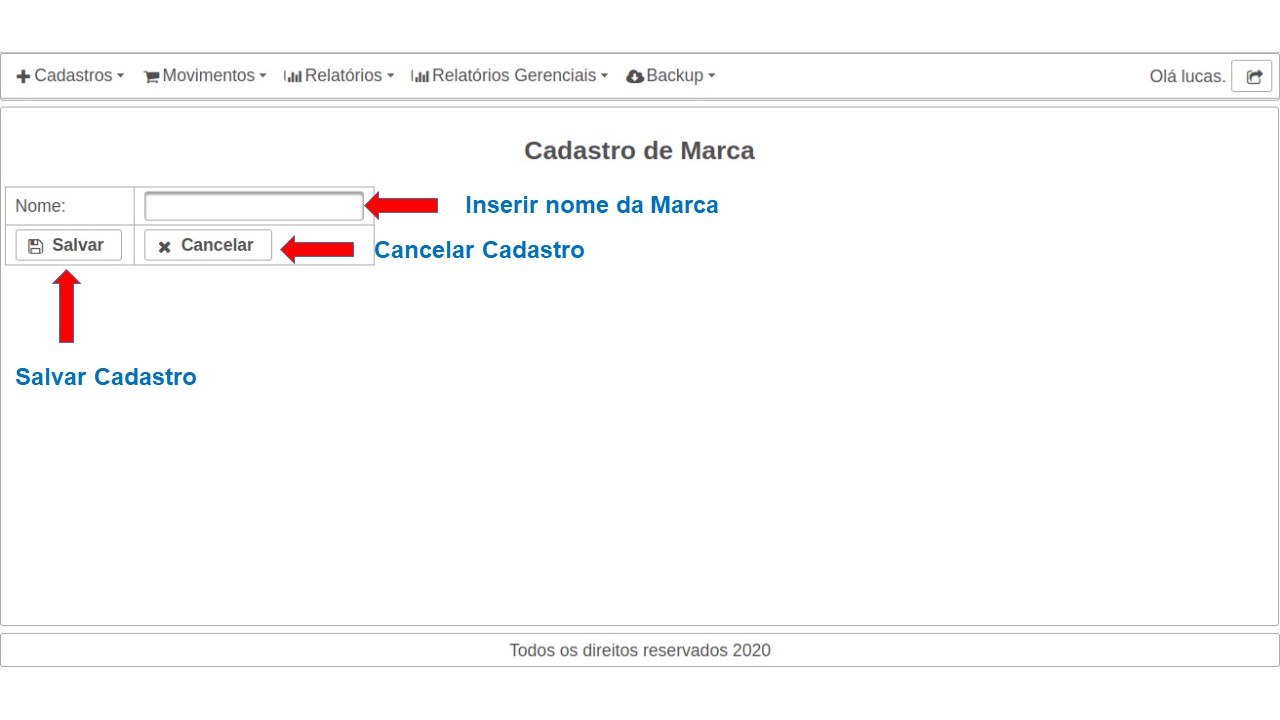 Cadastros Movimentos Relatórios Relatórios Gerenciais Backup Olá lucas.
Cadastro de Marca
Nome: Inserir nome da Marca
Salvar Cancelar Cancelar Cadastro
Salvar Cadastro
Todos os direitos reservados 2020